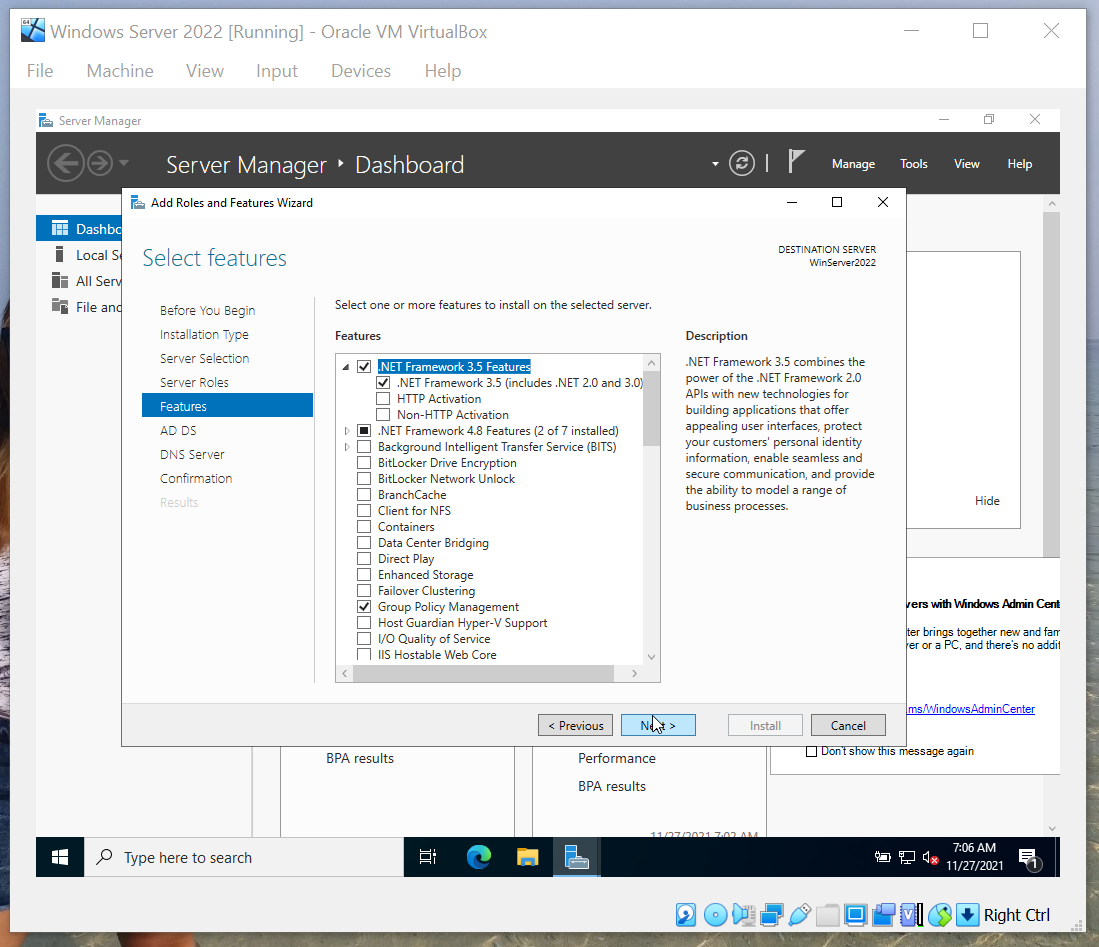 Windows Server 2022 [Running] - Oracle VM VirtualBox
File Machine View Input Devices Help
Server Manager
Server Manager Dashboard
Manage Tools View Help
Add Roles and Features Wizard
Dashbo
Local Se
All Serv
File and
Select features
DESTINATION SERVER
WinServer2022
Before You Begin
Installation Type
Server Selection
Server Roles
Features
AD DS
DNS Server
Confirmation
Results
Select one or more features to install on the selected server.
Features
.NET Framework 3.5 Features
.NET Framework 3.5 (includes .NET 2.0 and 3.0)
HTTP Activation
Non-HTTP Activation
.NET Framework 4.8 Features (2 of 7 installed)
Background Intelligent Transfer Service (BITS)
BitLocker Drive Encryption
BitLocker Network Unlock
BranchCache
Client for NFS
Containers
Data Center Bridging
Direct Play
Enhanced Storage
Failover Clustering
Group Policy Management
Host Guardian Hyper-V Support
I/O Quality of Service
IIS Hostable Web Core
Description
.NET Framework 3.5 combines the
power of the .NET Framework 2.0
APIs with new technologies for
building applications that offer
appealing user interfaces, protect
your customers' personal identity
information, enable seamless and
secure communication, and provide
the ability to model a range of
business processes.
Hide
vers with Windows Admin Cent
ter brings together new and fam
ver or a PC, and there's no addit
.ms/WindowsAdminCenter
Don't show this message again
< Previous Next > Install Cancel
BPA results
Performance
BPA results
11/27/2021 7:02 AM
Type here to search
7:06 AM
11/27/2021
1
Right Ctrl